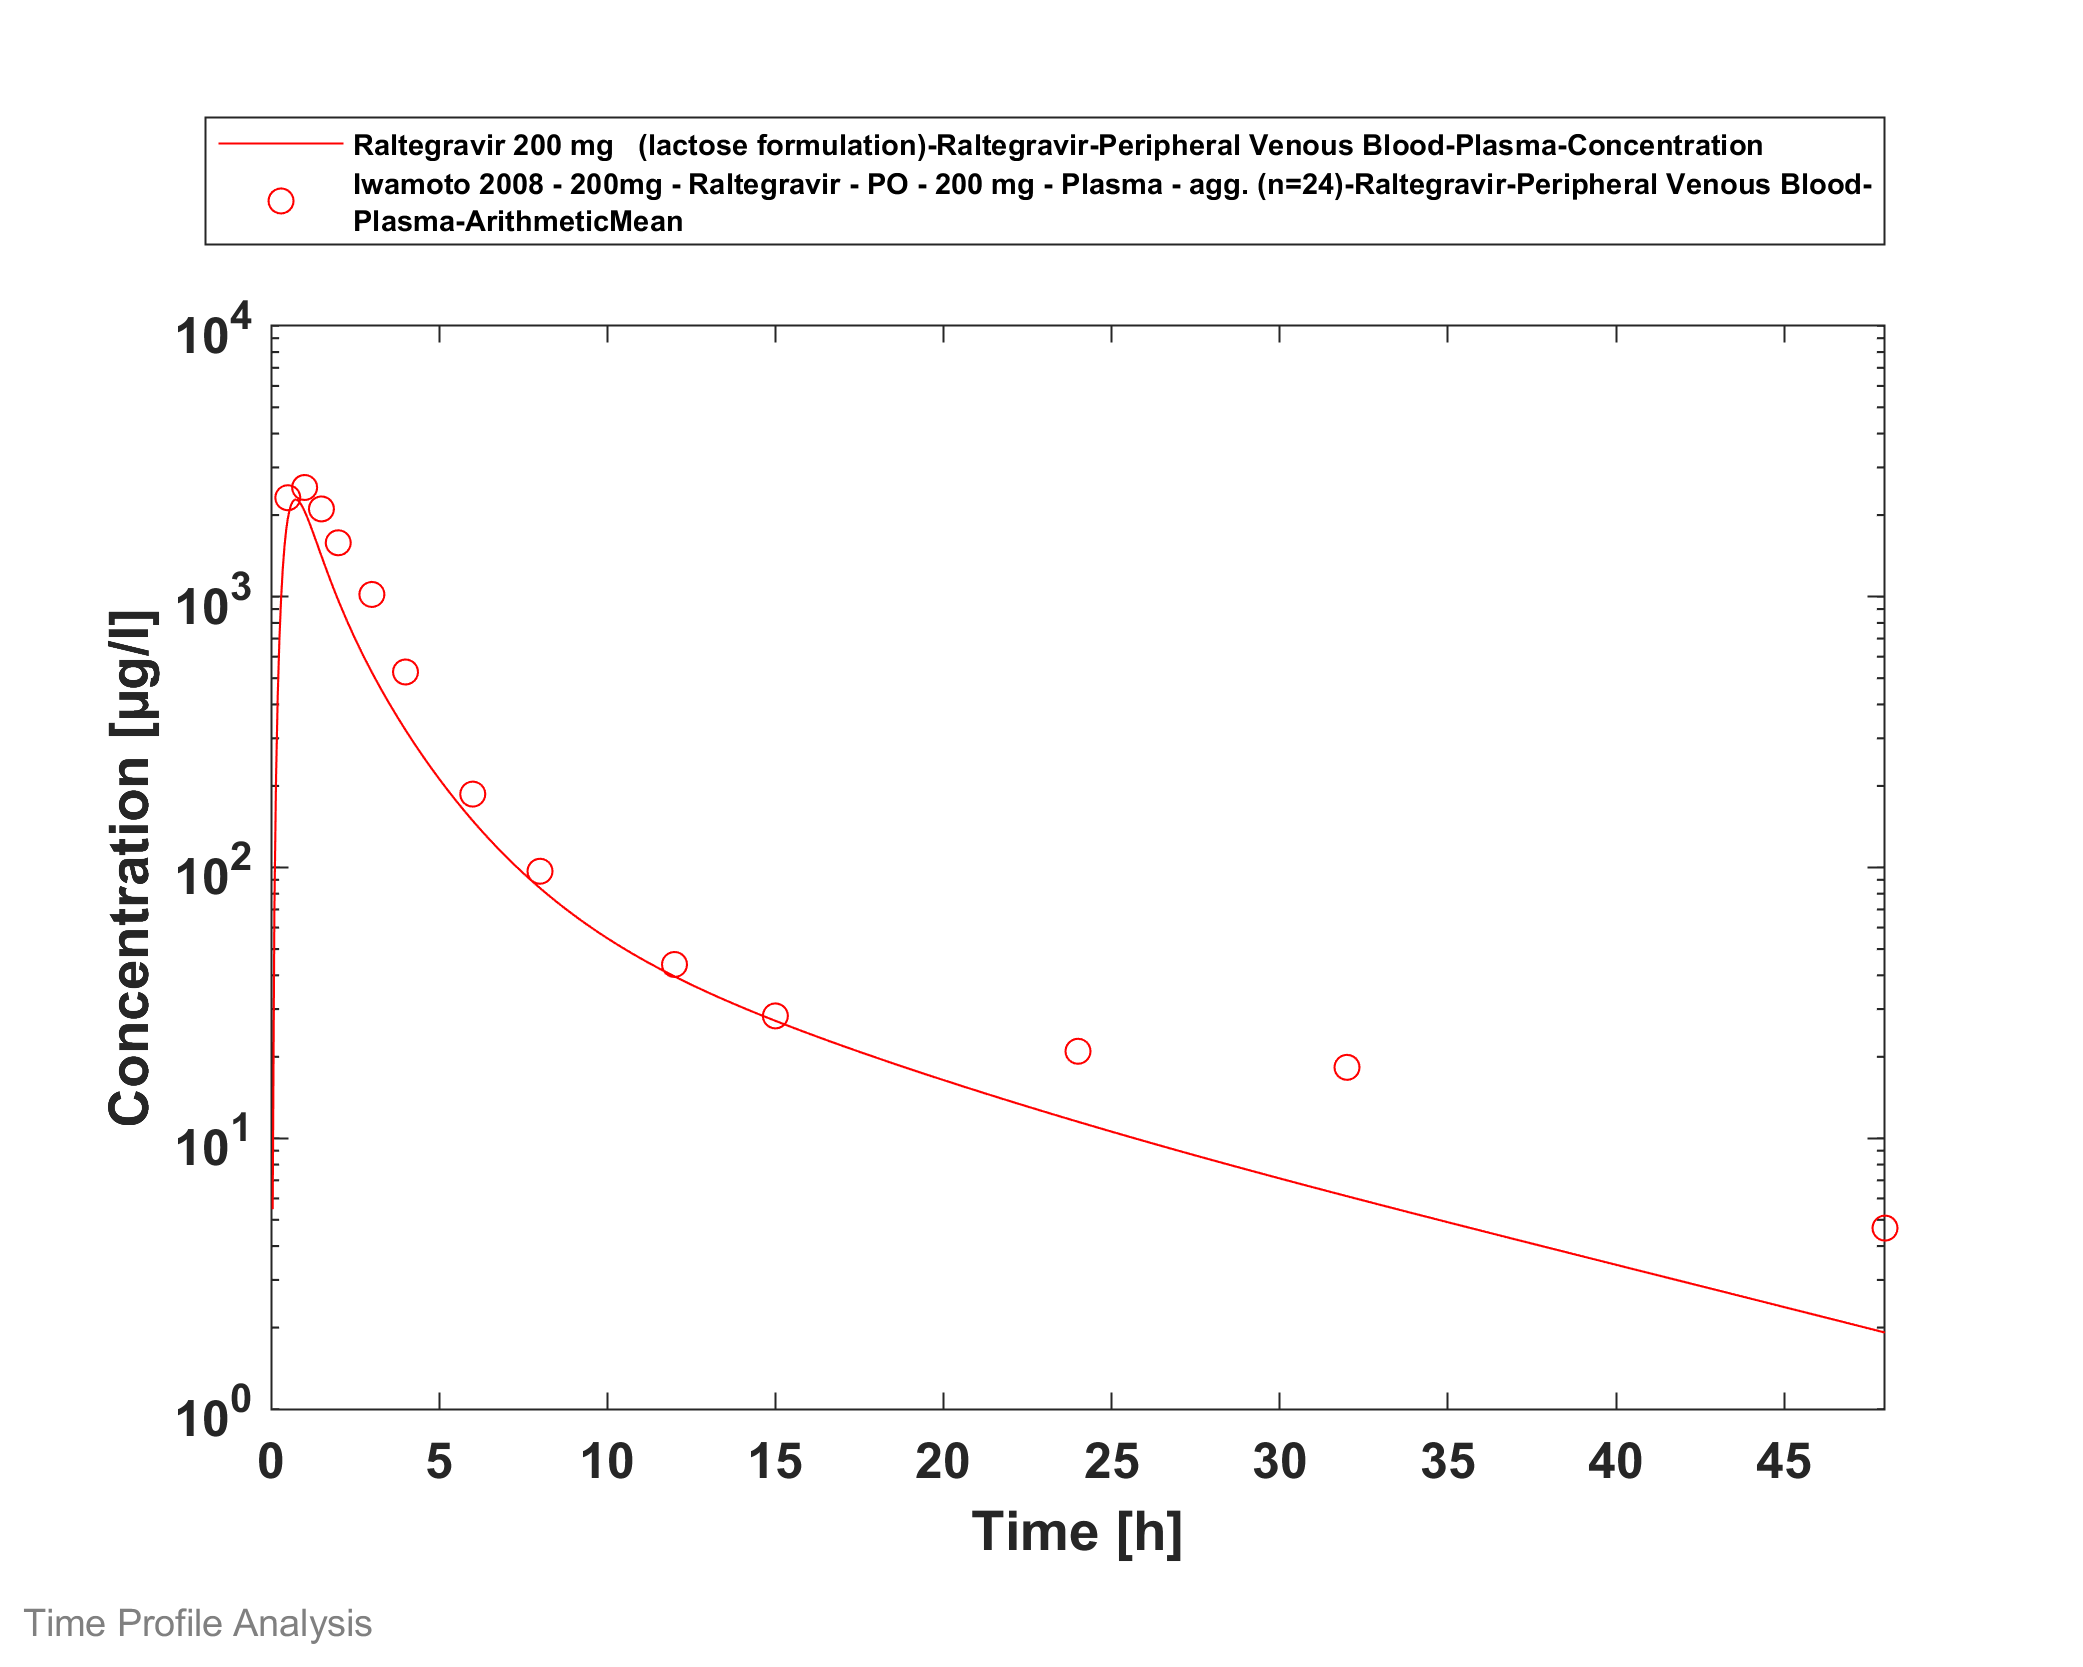 Raltegravir 200 mg   (lactose formulation)-Raltegravir-Peripheral Venous Blood-Plasma-Concentration
Iwamoto 2008 - 200mg - Raltegravir - PO - 200 mg - Plasma - agg. (n=24)-Raltegravir-Peripheral Venous Blood-
Plasma-ArithmeticMean
10^4
10^3
10^2
10^1
10^0
Concentration [µg/l]
0 5 10 15 20 25 30 35 40 45
Time [h]
Time Profile Analysis